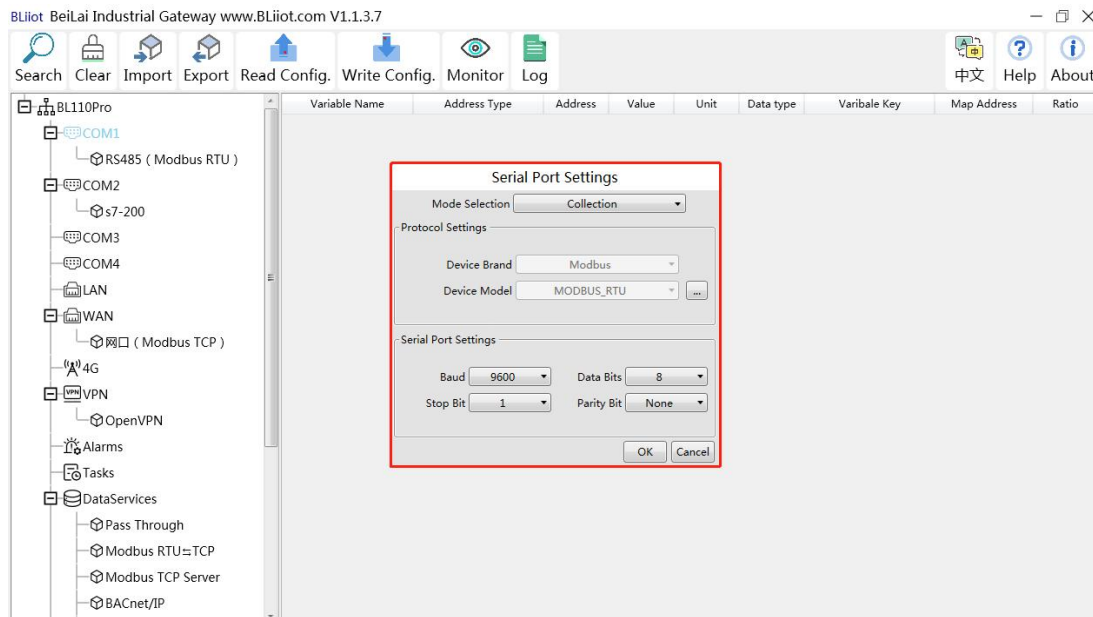 BLiiot BeiLai Industrial Gateway www.BLiiot.com V1.1.3.7
Search Clear Import Export Read Config. Write Config. Monitor Log 中文 Help About
BL110Pro
Variable Name Address Type Address Value Unit Data type Varibale Key Map Address Ratio
COM1
RS485 ( Modbus RTU )
COM2
s7-200
COM3
COM4
LAN
WAN
网口 ( Modbus TCP )
4G
VPN VPN
OpenVPN
Alarms
Tasks
DataServices
Pass Through
Modbus RTU⇆TCP
Modbus TCP Server
BACnet/IP
Serial Port Settings
Mode Selection Collection
Protocol Settings
Device Brand Modbus
Device Model MODBUS_RTU ...
Serial Port Settings
Baud 9600 Data Bits 8
Stop Bit 1 Parity Bit None
OK Cancel